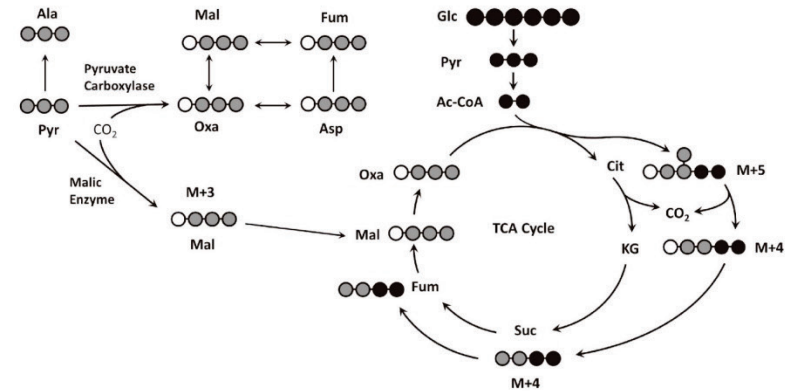 Ala
Mal
Fum
Glc
Pyruvate
Carboxylase
Pyr
CO2
Pyr
Oxa
Asp
Ac-CoA
Malic
Enzyme
M+3
Mal
Oxa
Mal
TCA Cycle
Cit
M+5
CO2
KG
M+4
Fum
Suc
M+4